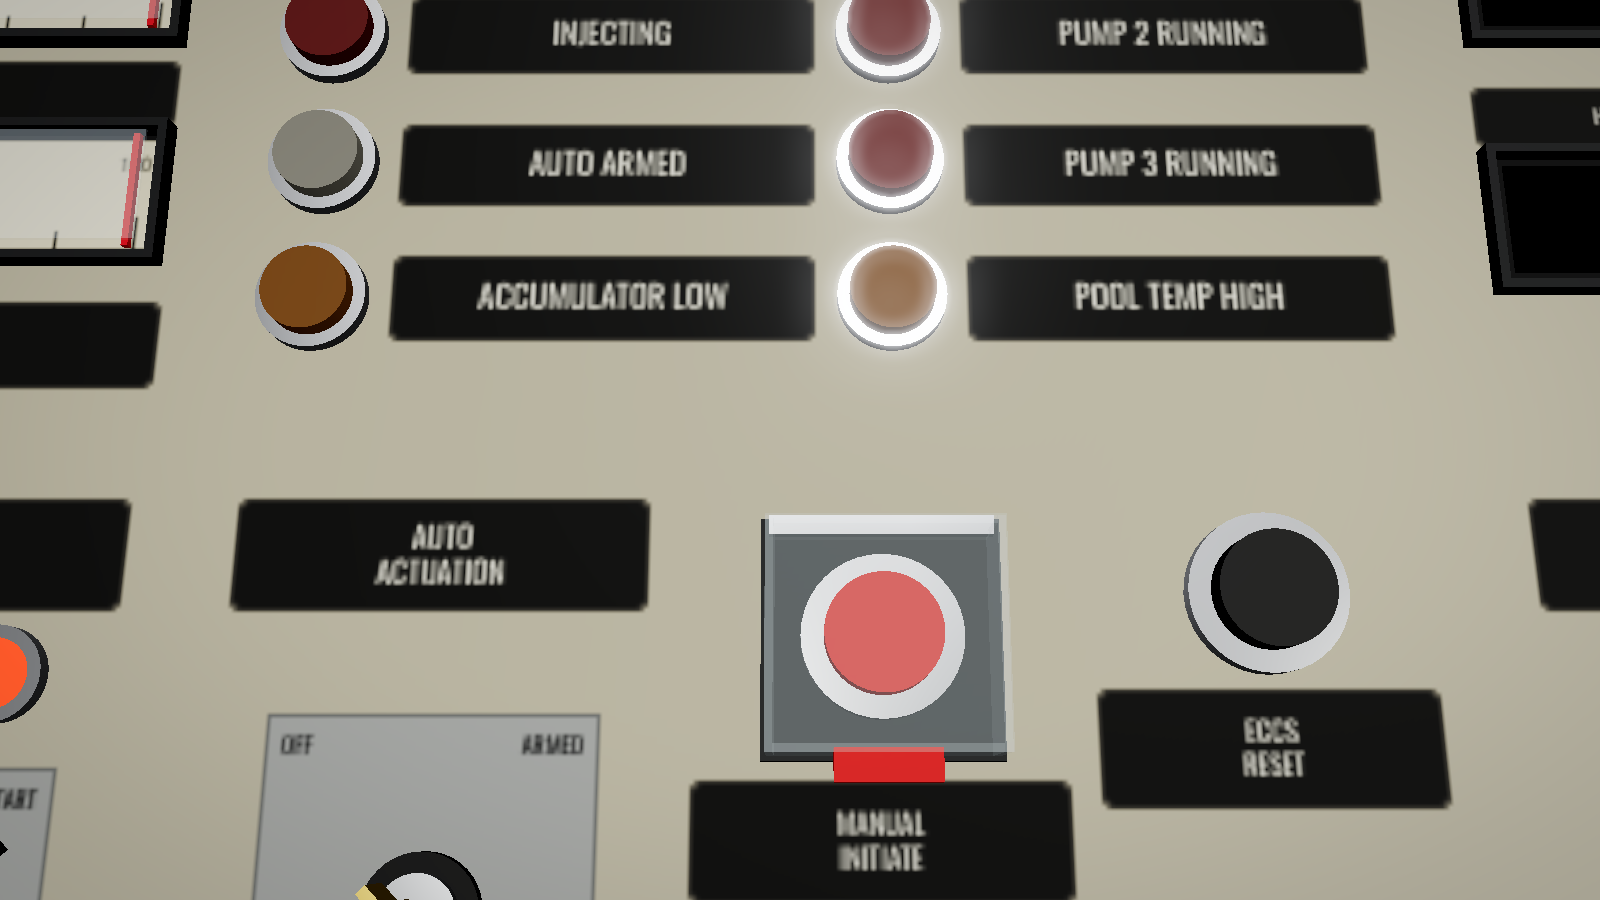 INJECTING
PUMP 2 RUNNING
AUTO ARMED
PUMP 3 RUNNING
ACCUMULATOR LOW
POOL TEMP HIGH
AUTO
ACTUATION
ECCS
RESET
OFF
ARMED
MANUAL
INITIATE